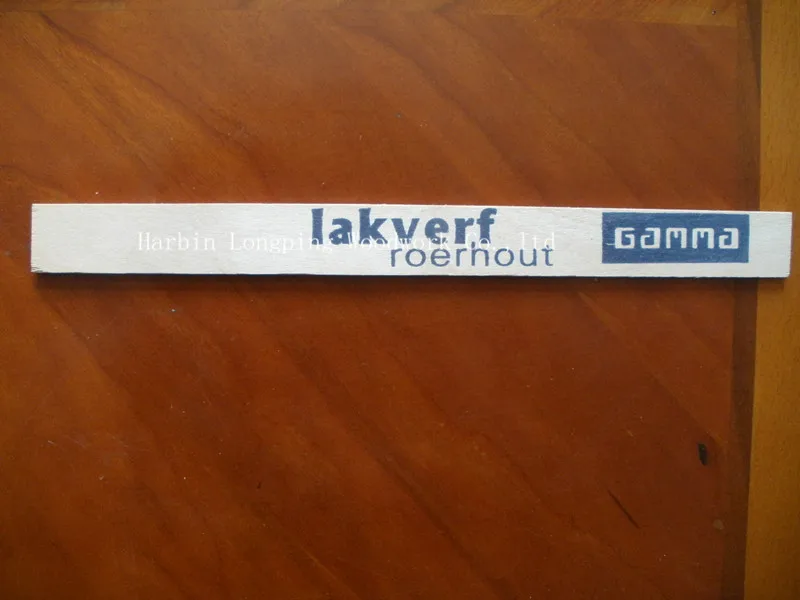 lakverf
roerhout
GAMMA
Harbin Longping Woodwork Co.,ltd